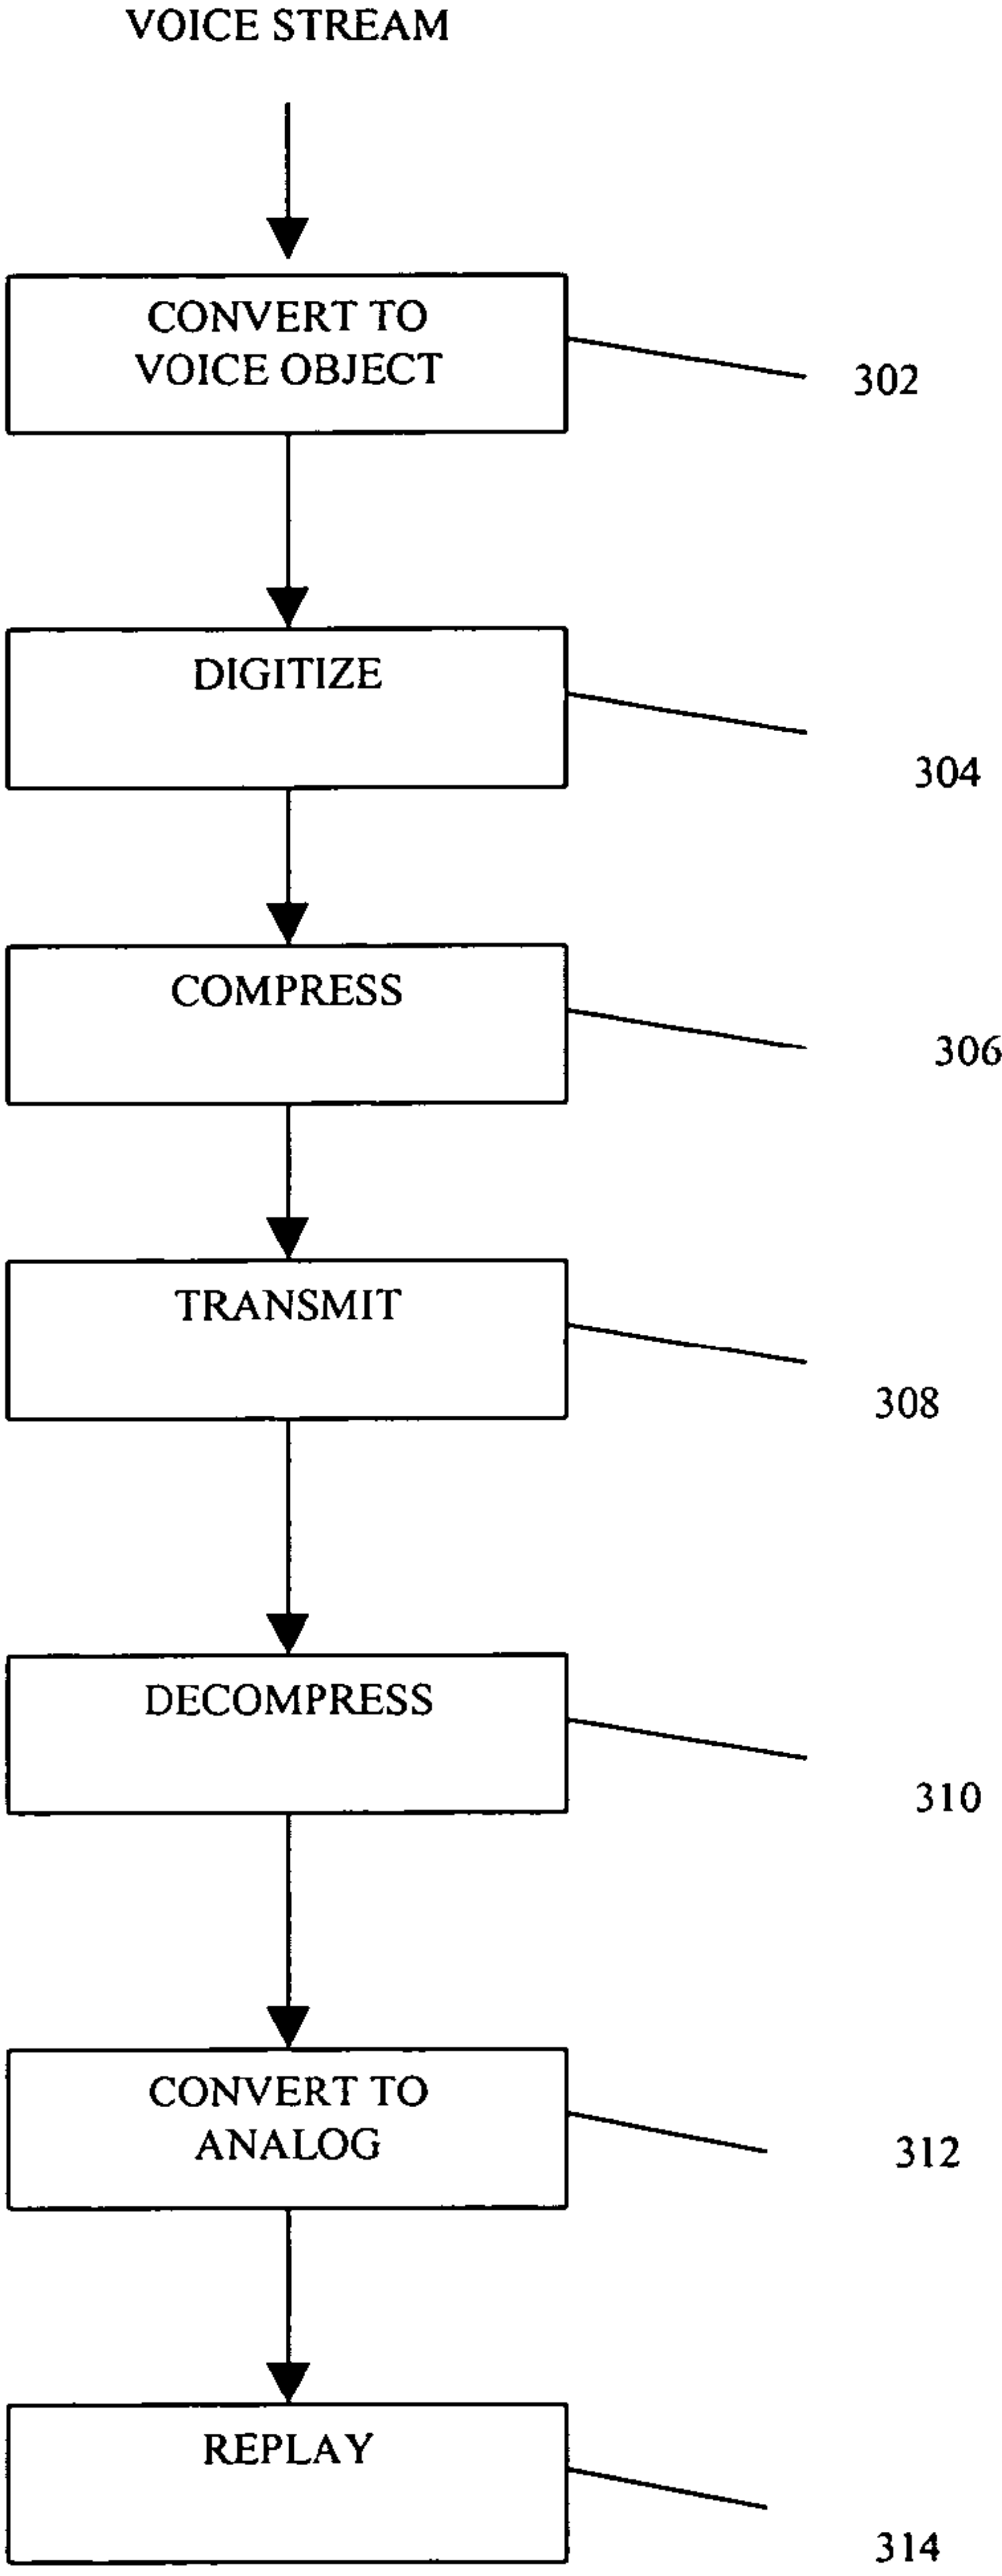 VOICE STREAM
CONVERT TO
VOICE OBJECT
302
DIGITIZE
304
COMPRESS
306
TRANSMIT
308
DECOMPRESS
310
CONVERT TO
ANALOG
312
REPLAY
314